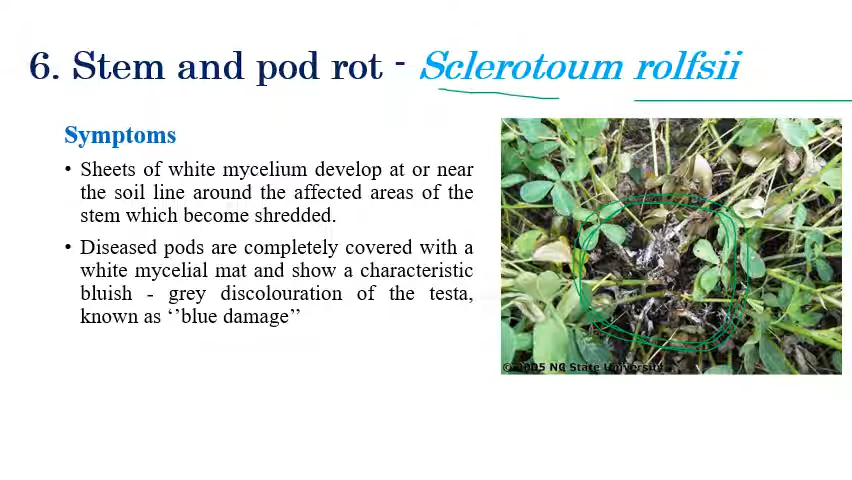 6. Stem and pod rot - Sclerotoum rolfsii
Symptoms
• Sheets of white mycelium develop at or near
the soil line around the affected areas of the
stem which become shredded.
• Diseased pods are completely covered with a
white mycelial mat and show a characteristic
bluish - grey discolouration of the testa,
known as ‘’blue damage’’
© 2005 NC State University